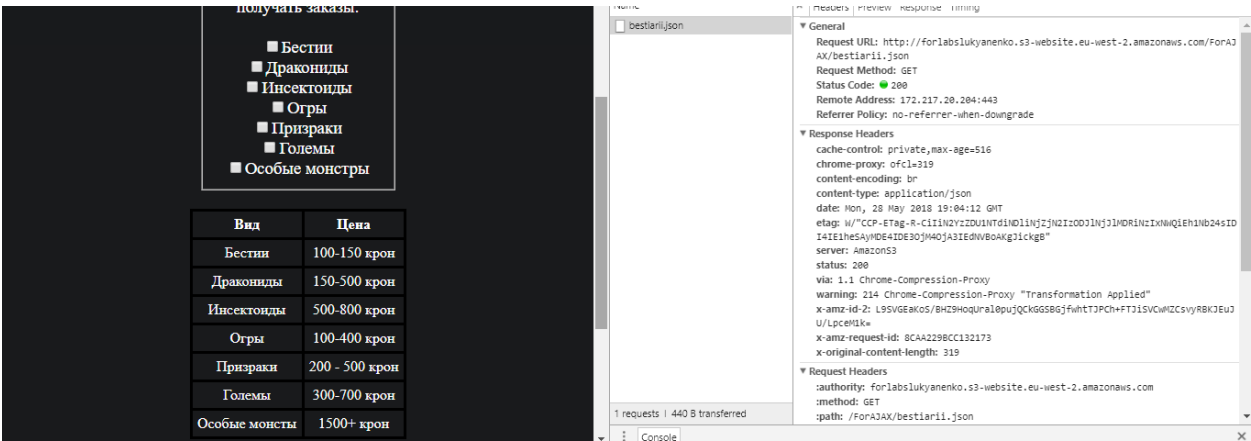 получать заказы.
Бестии
Дракониды
Инсектоиды
Огры
Призраки
Големы
Особые монстры
Вид Цена
Бестии 100-150 крон
Дракониды 150-500 крон
Инсектоиды 500-800 крон
Огры 100-400 крон
Призраки 200 - 500 крон
Големы 300-700 крон
Особые монсты 1500+ крон
Name
bestiarii.json
1 requests | 440 B transferred
× Headers Preview Response Timing
General
Request URL: http://forlabslukyanenko.s3-website.eu-west-2.amazonaws.com/ForAJ
AX/bestiarii.json
Request Method: GET
Status Code: 200
Remote Address: 172.217.20.204:443
Referrer Policy: no-referrer-when-downgrade
Response Headers
cache-control: private,max-age=516
chrome-proxy: ofcl=319
content-encoding: br
content-type: application/json
date: Mon, 28 May 2018 19:04:12 GMT
etag:
server: AmazonS3
status: 200
via: 1.1 Chrome-Compression-Proxy
warning: 214 Chrome-Compression-Proxy "Transformation Applied"
x-amz-id-2:
U/LpceM1k=
x-amz-request-id: 8CAA229BCC132173
x-original-content-length: 319
Request Headers
:authority: forlabslukyanenko.s3-website.eu-west-2.amazonaws.com
:method: GET
:path: /ForAJAX/bestiarii.json
Console ×